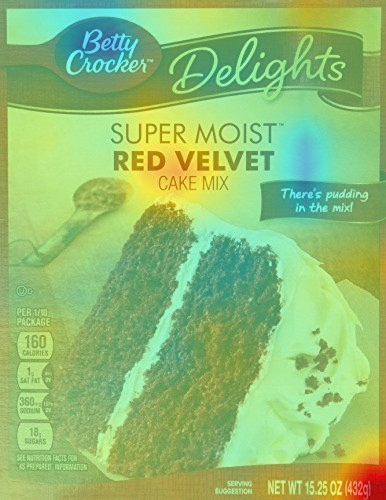 Betty
Crocker™
Delights
SUPER MOIST™
RED VELVET
CAKE MIX
There's pudding
in the mix!
PER 1/10
PACKAGE
160
CALORIES
1g
SAT FAT
360mg
SODIUM
18g
SUGARS
SEE NUTRITION FACTS FOR
"AS PREPARED" INFORMATION
SERVING
SUGGESTION
NET WT 15.25 OZ (432g)